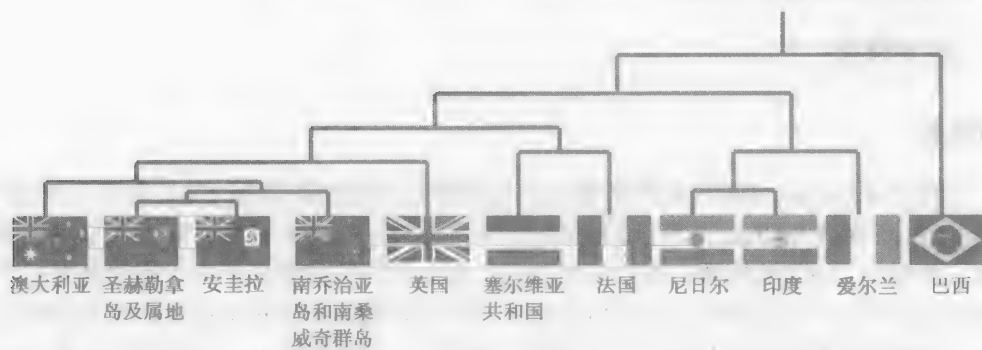 澳大利亚 圣赫勒拿 安圭拉 南乔治亚 英国 塞尔维亚 法国 尼日尔 印度 爱尔兰 巴西
岛及属地 岛和南桑 共和国
威奇群岛